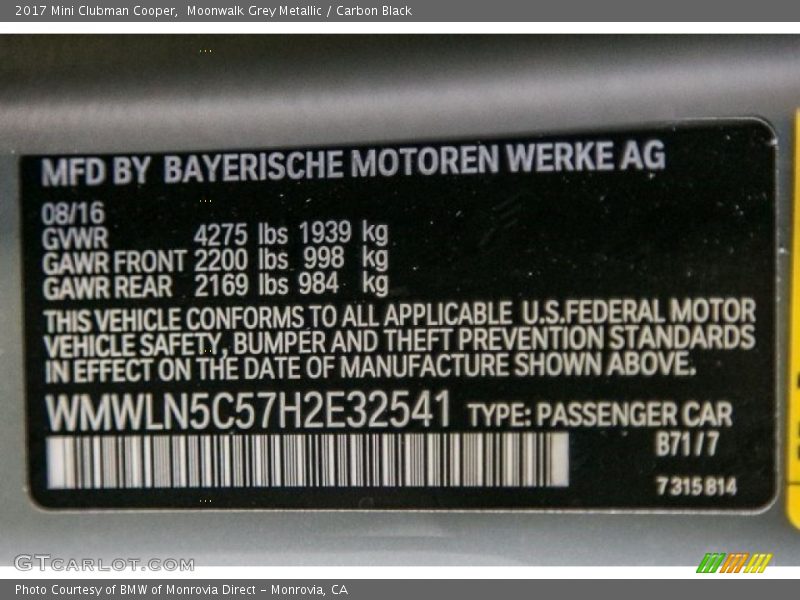 2017 Mini Clubman Cooper, Moonwalk Grey Metallic / Carbon Black
MFD BY BAYERISCHE MOTOREN WERKE AG
08/16
GVWR 4275 lbs 1939 kg
GAWR FRONT 2200 lbs 998 kg
GAWR REAR 2169 lbs 984 kg
THIS VEHICLE CONFORMS TO ALL APPLICABLE U.S.FEDERAL MOTOR
VEHICLE SAFETY, BUMPER AND THEFT PREVENTION STANDARDS
IN EFFECT ON THE DATE OF MANUFACTURE SHOWN ABOVE.
WMWLN5C57H2E32541 TYPE: PASSENGER CAR
B71/7
7 315 814
GTCARLOT.COM
Photo Courtesy of BMW of Monrovia Direct – Monrovia, CA